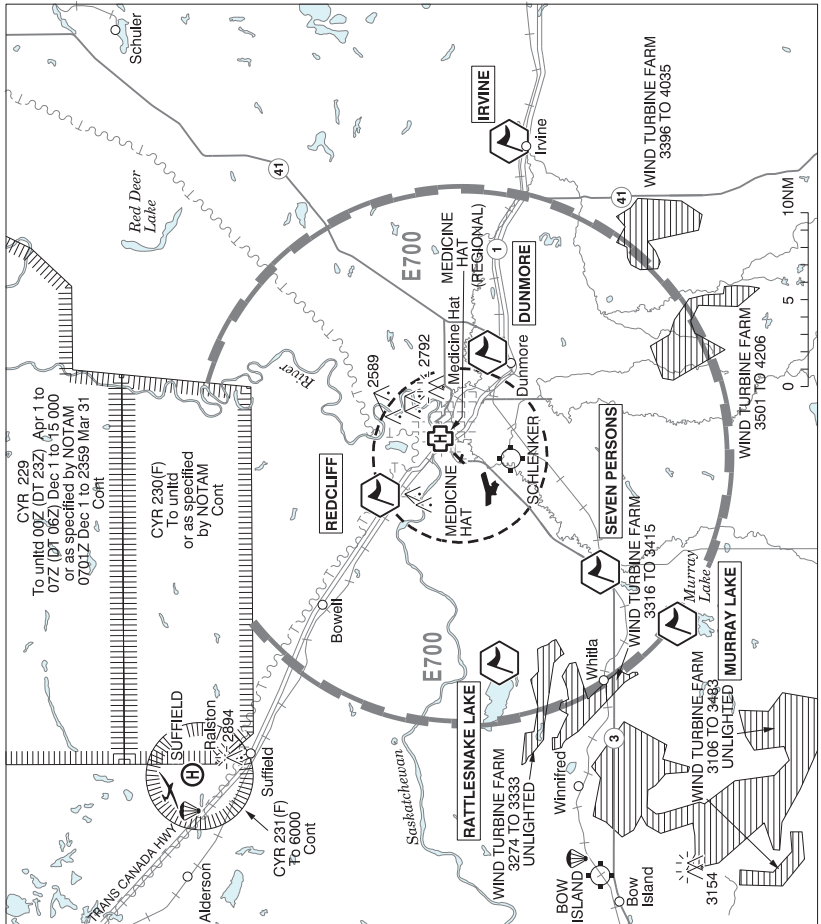 Schuler
CYR 229
To unltd 00Z (DT 23Z) Apr 1 to
07Z (DT 06Z) Dec 1 to 15 000
or as specified by NOTAM
0701Z Dec 1 to 2359 Mar 31
Cont
CYR 230(F)
To unltd
or as specified
by NOTAM
Cont
Red Deer
Lake
41
IRVINE
Irvine
WIND TURBINE FARM
3396 TO 4035
41
10NM
5
0
E700
MEDICINE
HAT
(REGIONAL)
1
DUNMORE
Dunmore
River
2589
2792
Medicine Hat
H
REDCLIFF
MEDICINE
HAT
SCHLENKER
WIND TURBINE FARM
3501 TO 4206
SEVEN PERSONS
WIND TURBINE FARM
3316 TO 3415
Murray
Lake
MURRAY LAKE
Bowell
E700
RATTLESNAKE LAKE
Whitla
SUFFIELD
Ralston
2894
H
Suffield
CYR 231(F)
To 6000
Cont
TRANS CANADA HWY
Alderson
Saskatchewan
WIND TURBINE FARM
3274 TO 3333
UNLIGHTED
Winnifred
3
WIND TURBINE FARM
3106 TO 3483
UNLIGHTED
BOW
ISLAND
Bow
Island
3154